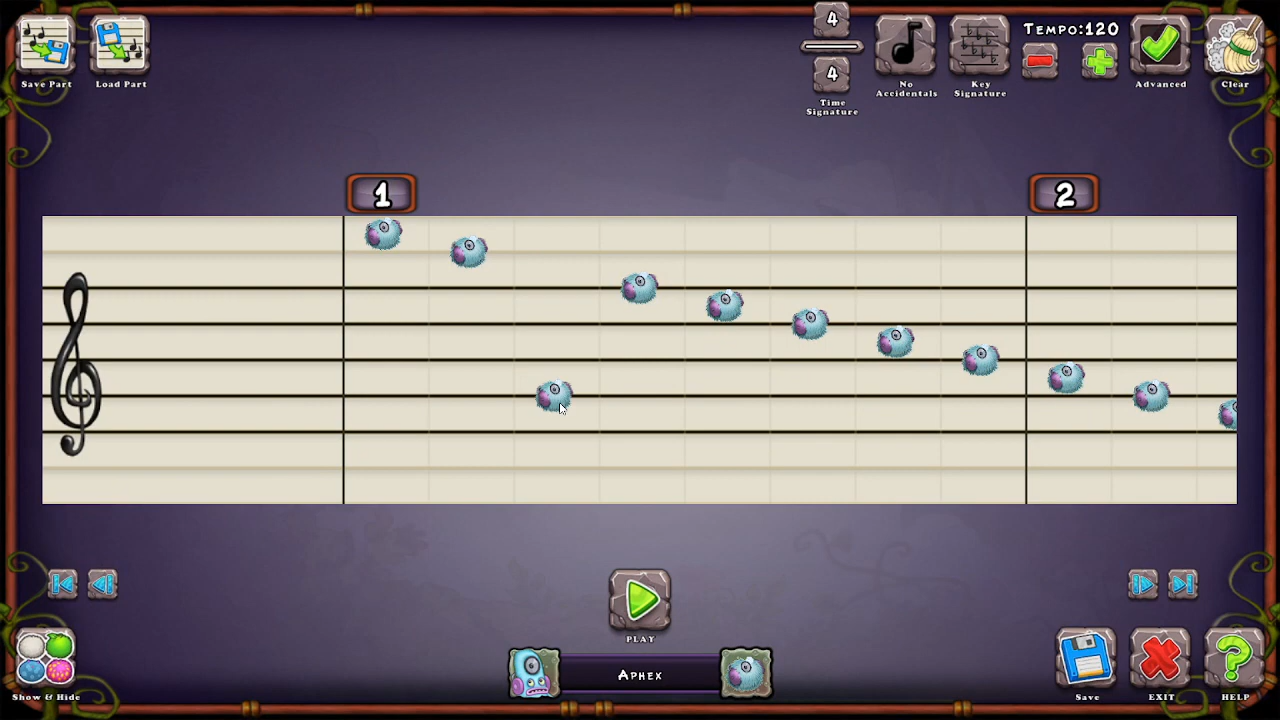 4
4
Time
Signature
No
Accidentals
Key
Signature
Tempo:120
Advanced
Clear
Save Part
Load Part
1
2
Play
Aphex
Show & Hide
Save
Exit
Help